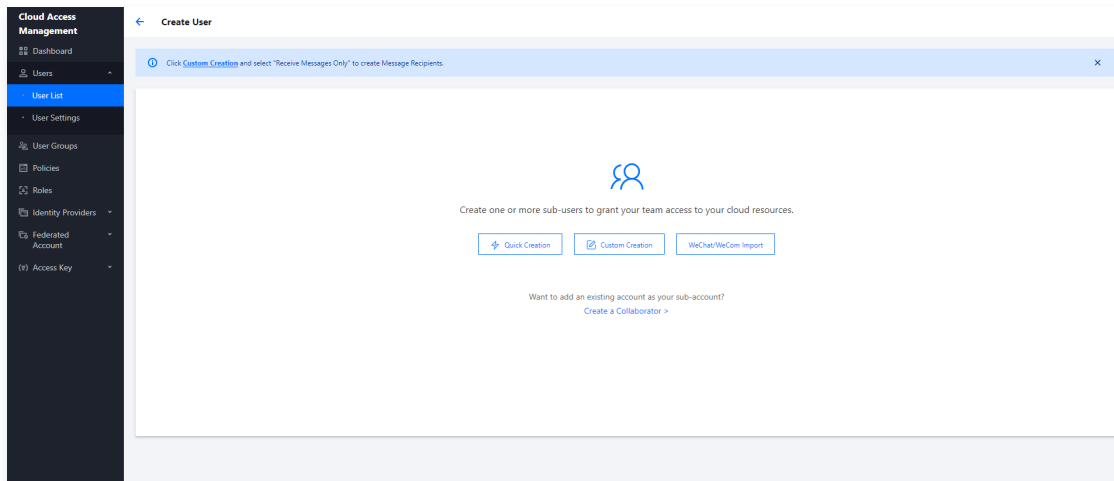 Cloud Access
Management
Dashboard
Users
User List
User Settings
User Groups
Policies
Roles
Identity Providers
Federated
Account
Access Key
Create User
Click Custom Creation and select "Receive Messages Only" to create Message Recipients.
Create one or more sub-users to grant your team access to your cloud resources.
Quick Creation
Custom Creation
WeChat/WeCom Import
Want to add an existing account as your sub-account?
Create a Collaborator >